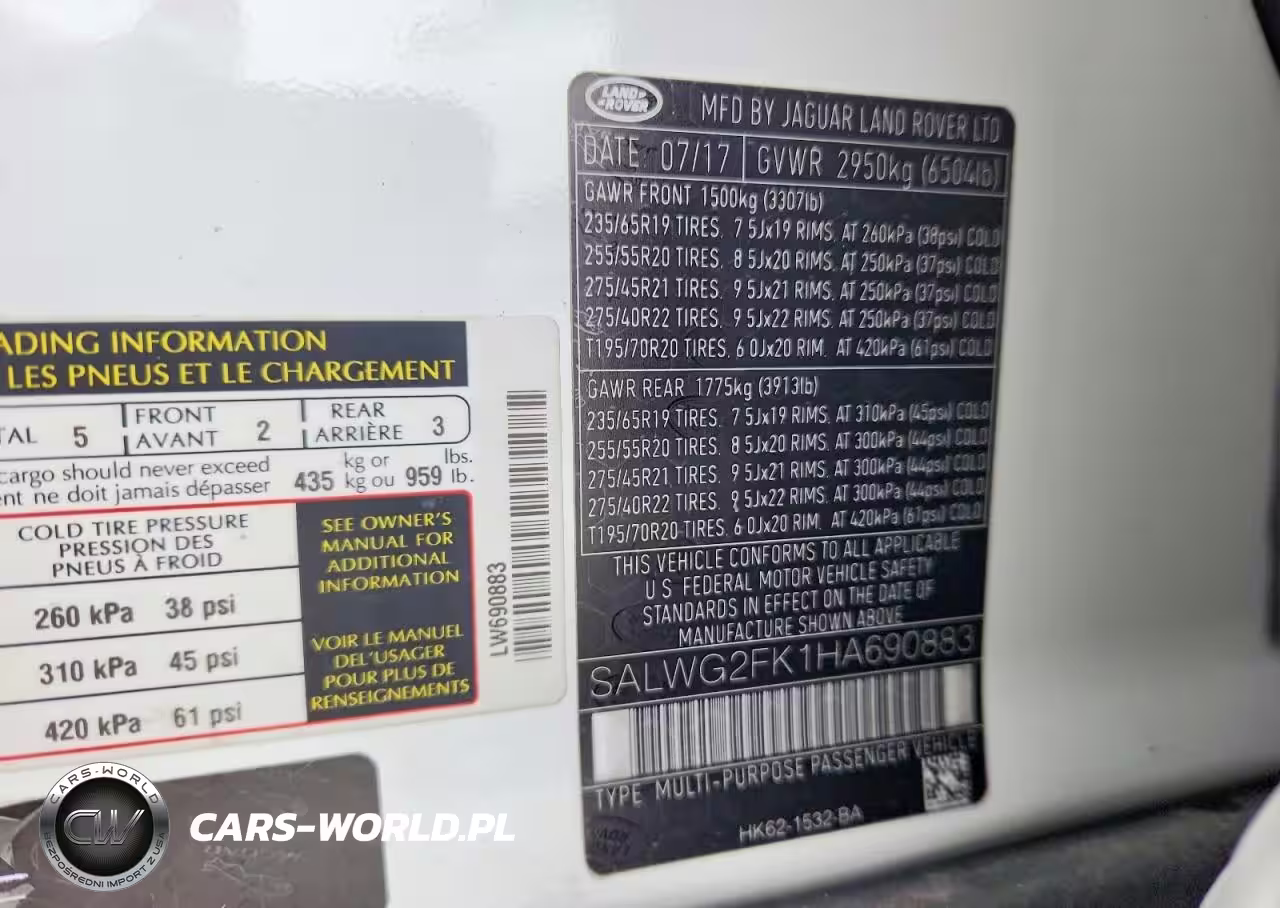 ADING INFORMATION
LES PNEUS ET LE CHARGEMENT
TAL 5 FRONT AVANT 2 REAR ARRIÈRE 3
cargo should never exceed 435 kg or 959 lbs.
ent ne doit jamais dépasser kg ou lb.
COLD TIRE PRESSURE
PRESSION DES
PNEUS À FROID
260 kPa 38 psi
310 kPa 45 psi
420 kPa 61 psi
SEE OWNER'S
MANUAL FOR
ADDITIONAL
INFORMATION
VOIR LE MANUEL
DEL'USAGER
POUR PLUS DE
RENSEIGNEMENTS
LW690883
LAND
ROVER
MFD BY JAGUAR LAND ROVER LTD
DATE 07/17 GVWR 2950kg (6504lb)
GAWR FRONT 1500kg (3307lb)
235/65R19 TIRES. 7 5Jx19 RIMS. AT 260kPa (38psi) COLD
255/55R20 TIRES. 8 5Jx20 RIMS. AT 250kPa (37psi) COLD
275/45R21 TIRES. 9 5Jx21 RIMS. AT 250kPa (37psi) COLD
275/40R22 TIRES. 9 5Jx22 RIMS. AT 250kPa (37psi) COLD
T195/70R20 TIRES. 6 0Jx20 RIM. AT 420kPa (61psi) COLD
GAWR REAR 1775kg (3913lb)
235/65R19 TIRES. 7 5Jx19 RIMS. AT 310kPa (45psi) COLD
255/55R20 TIRES. 8 5Jx20 RIMS. AT 300kPa (44psi) COLD
275/45R21 TIRES. 9 5Jx21 RIMS. AT 300kPa (44psi) COLD
275/40R22 TIRES. 9 5Jx22 RIMS. AT 300kPa (44psi) COLD
T195/70R20 TIRES. 6 0Jx20 RIM. AT 420kPa (61psi) COLD
THIS VEHICLE CONFORMS TO ALL APPLICABLE
U S FEDERAL MOTOR VEHICLE SAFETY
STANDARDS IN EFFECT ON THE DATE OF
MANUFACTURE SHOWN ABOVE
SALWG2FK1HA690883
TYPE MULTI-PURPOSE PASSENGER VEHICLE
HK62-1532-BA
CARS-WORLD
CW
BEZPOŚREDNI IMPORT Z USA
CARS-WORLD.PL